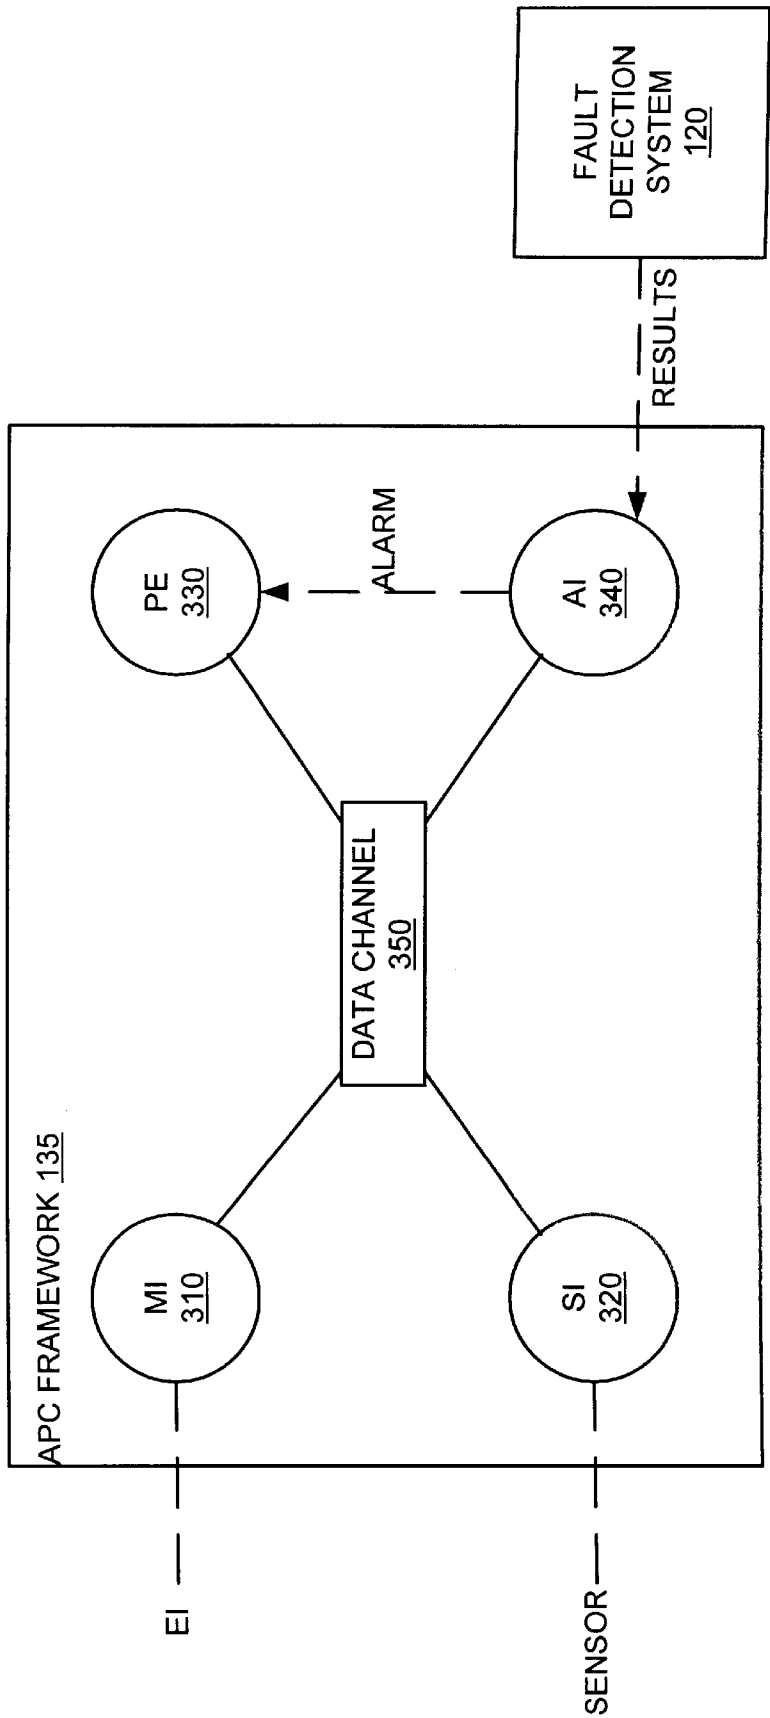 APC FRAMEWORK 135
EI
MI
310
PE
330
DATA CHANNEL
350
ALARM
SENSOR
SI
320
AI
340
RESULTS
FAULT
DETECTION
SYSTEM
120